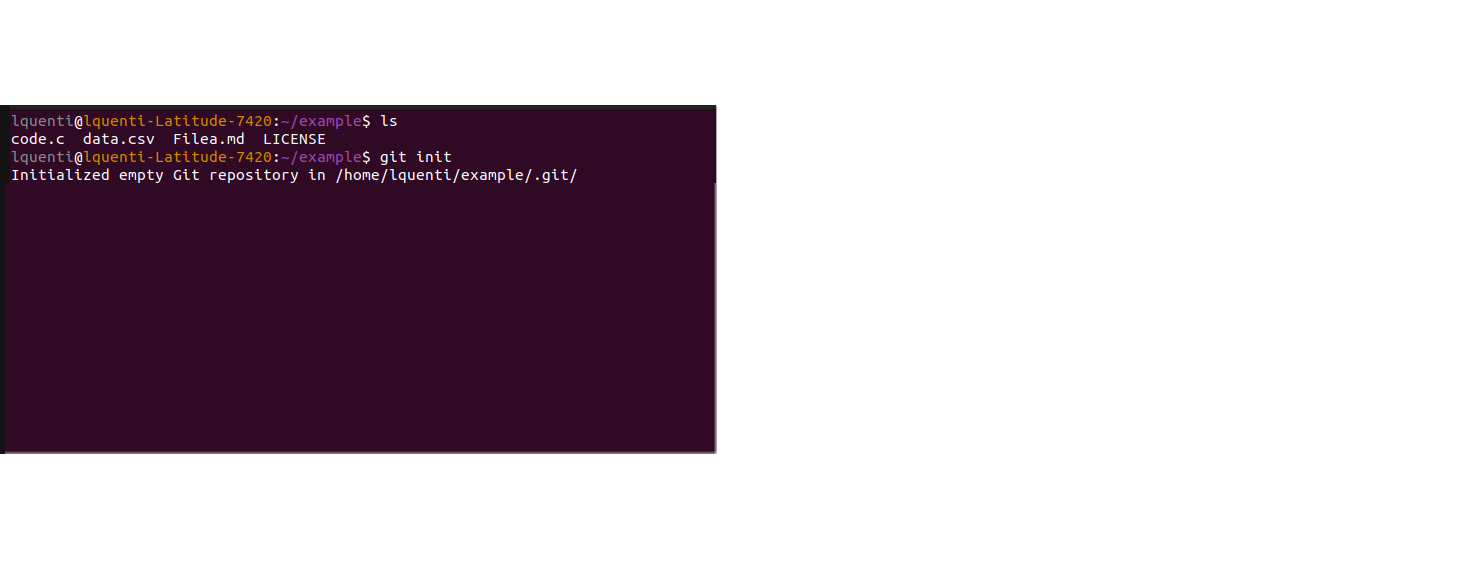 lquenti@lquenti-Latitude-7420:~/example$ ls
code.c  data.csv  Filea.md  LICENSE
lquenti@lquenti-Latitude-7420:~/example$ git init
Initialized empty Git repository in /home/lquenti/example/.git/